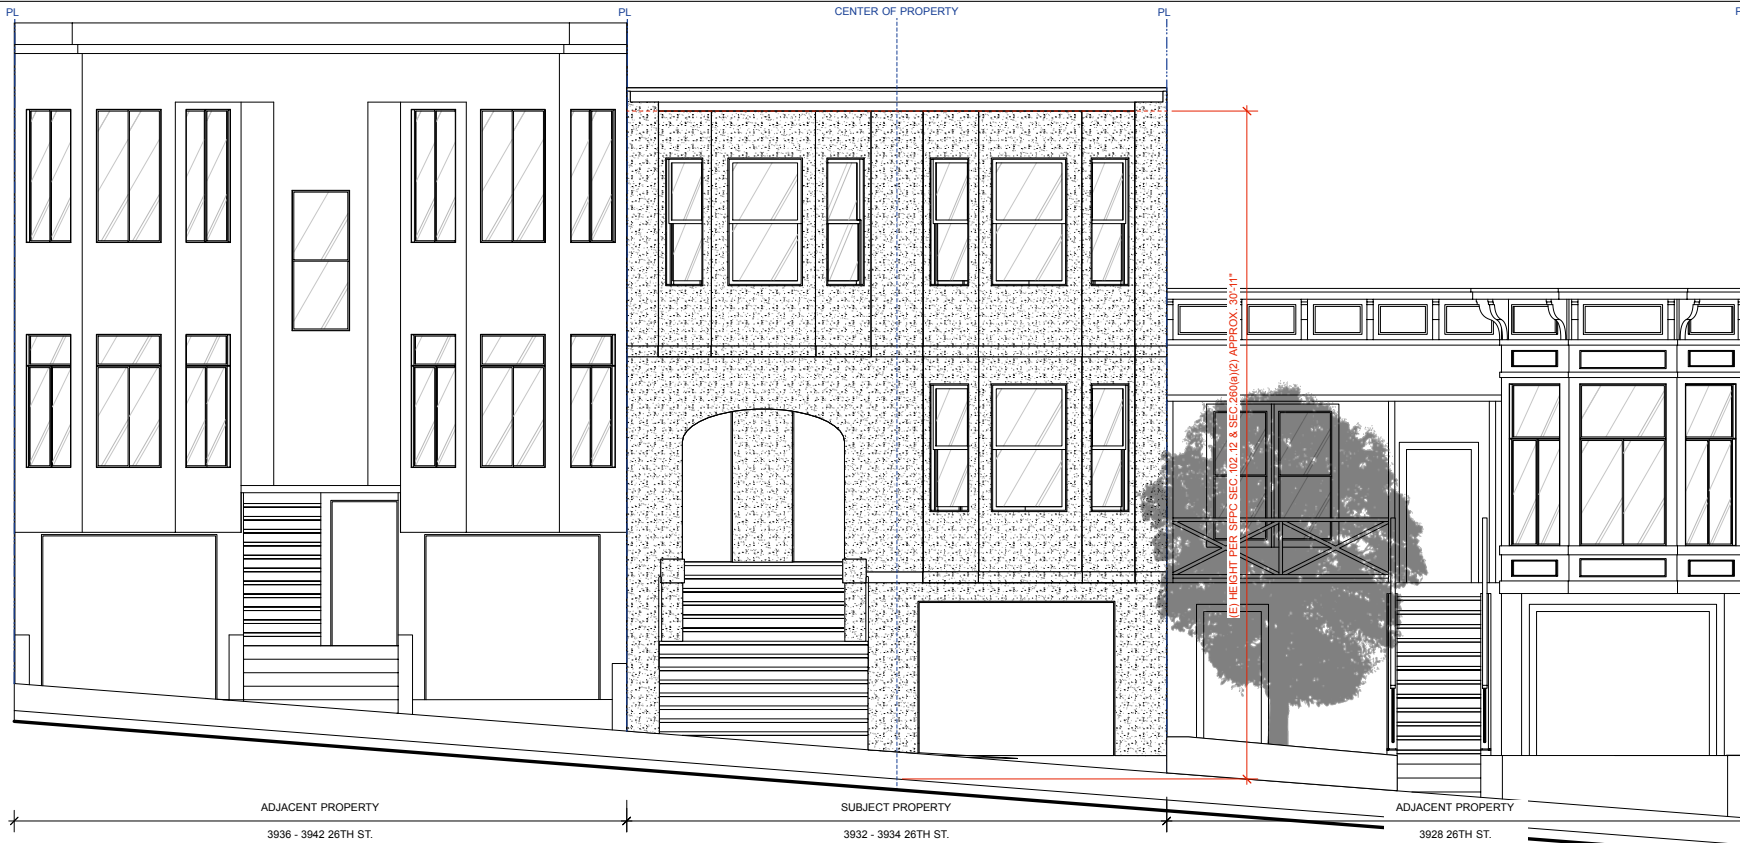 PL
PL
CENTER OF PROPERTY
PL
P
(E) HEIGHT PER SFPC SEC.102.12 & SEC.260(a)(2) APPROX. 30'-11"
ADJACENT PROPERTY
SUBJECT PROPERTY
ADJACENT PROPERTY
3936 - 3942 26TH ST.
3932 - 3934 26TH ST.
3928 26TH ST.